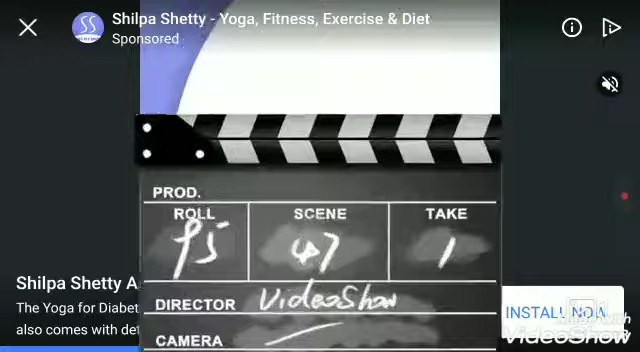 Shilpa Shetty - Yoga, Fitness, Exercise & Diet
Sponsored
PROD.
ROLL SCENE TAKE
95 47 1
Shilpa Shetty A
The Yoga for Diabet
also comes with det
DIRECTOR VideoShow
CAMERA
INSTALL NOW
VideoShow